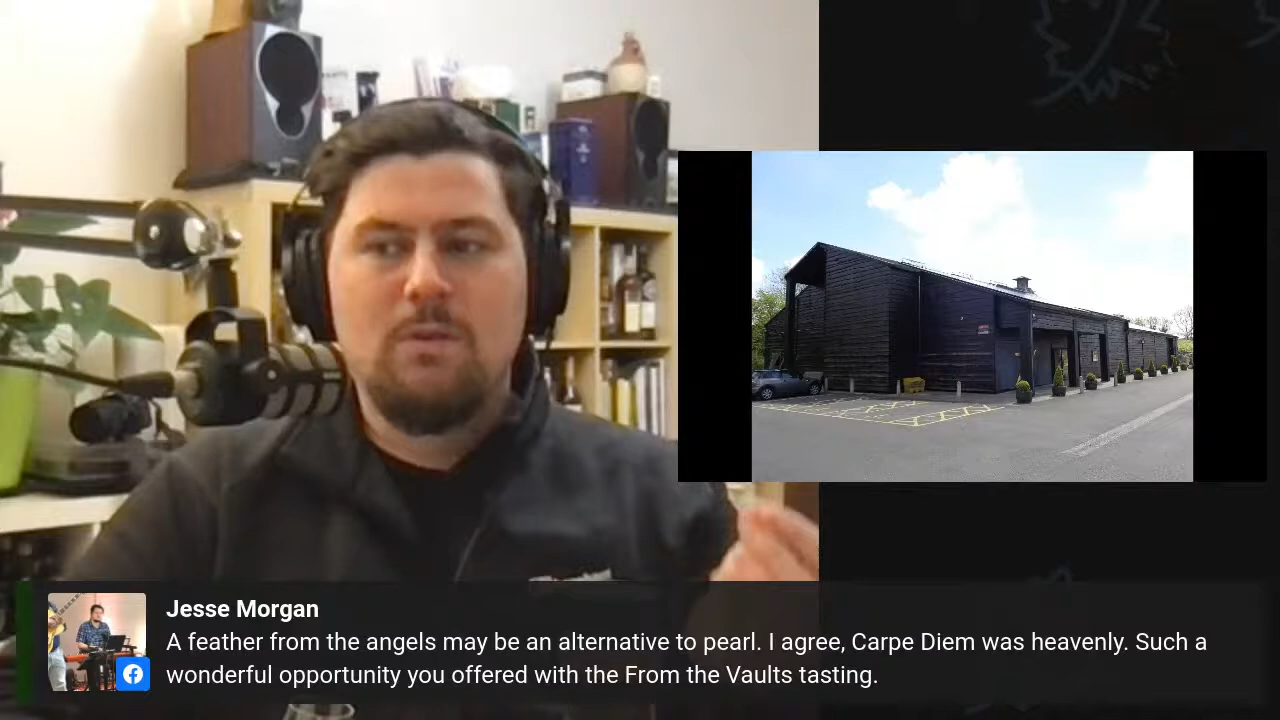 Jesse Morgan
A feather from the angels may be an alternative to pearl. I agree, Carpe Diem was heavenly. Such a
wonderful opportunity you offered with the From the Vaults tasting.